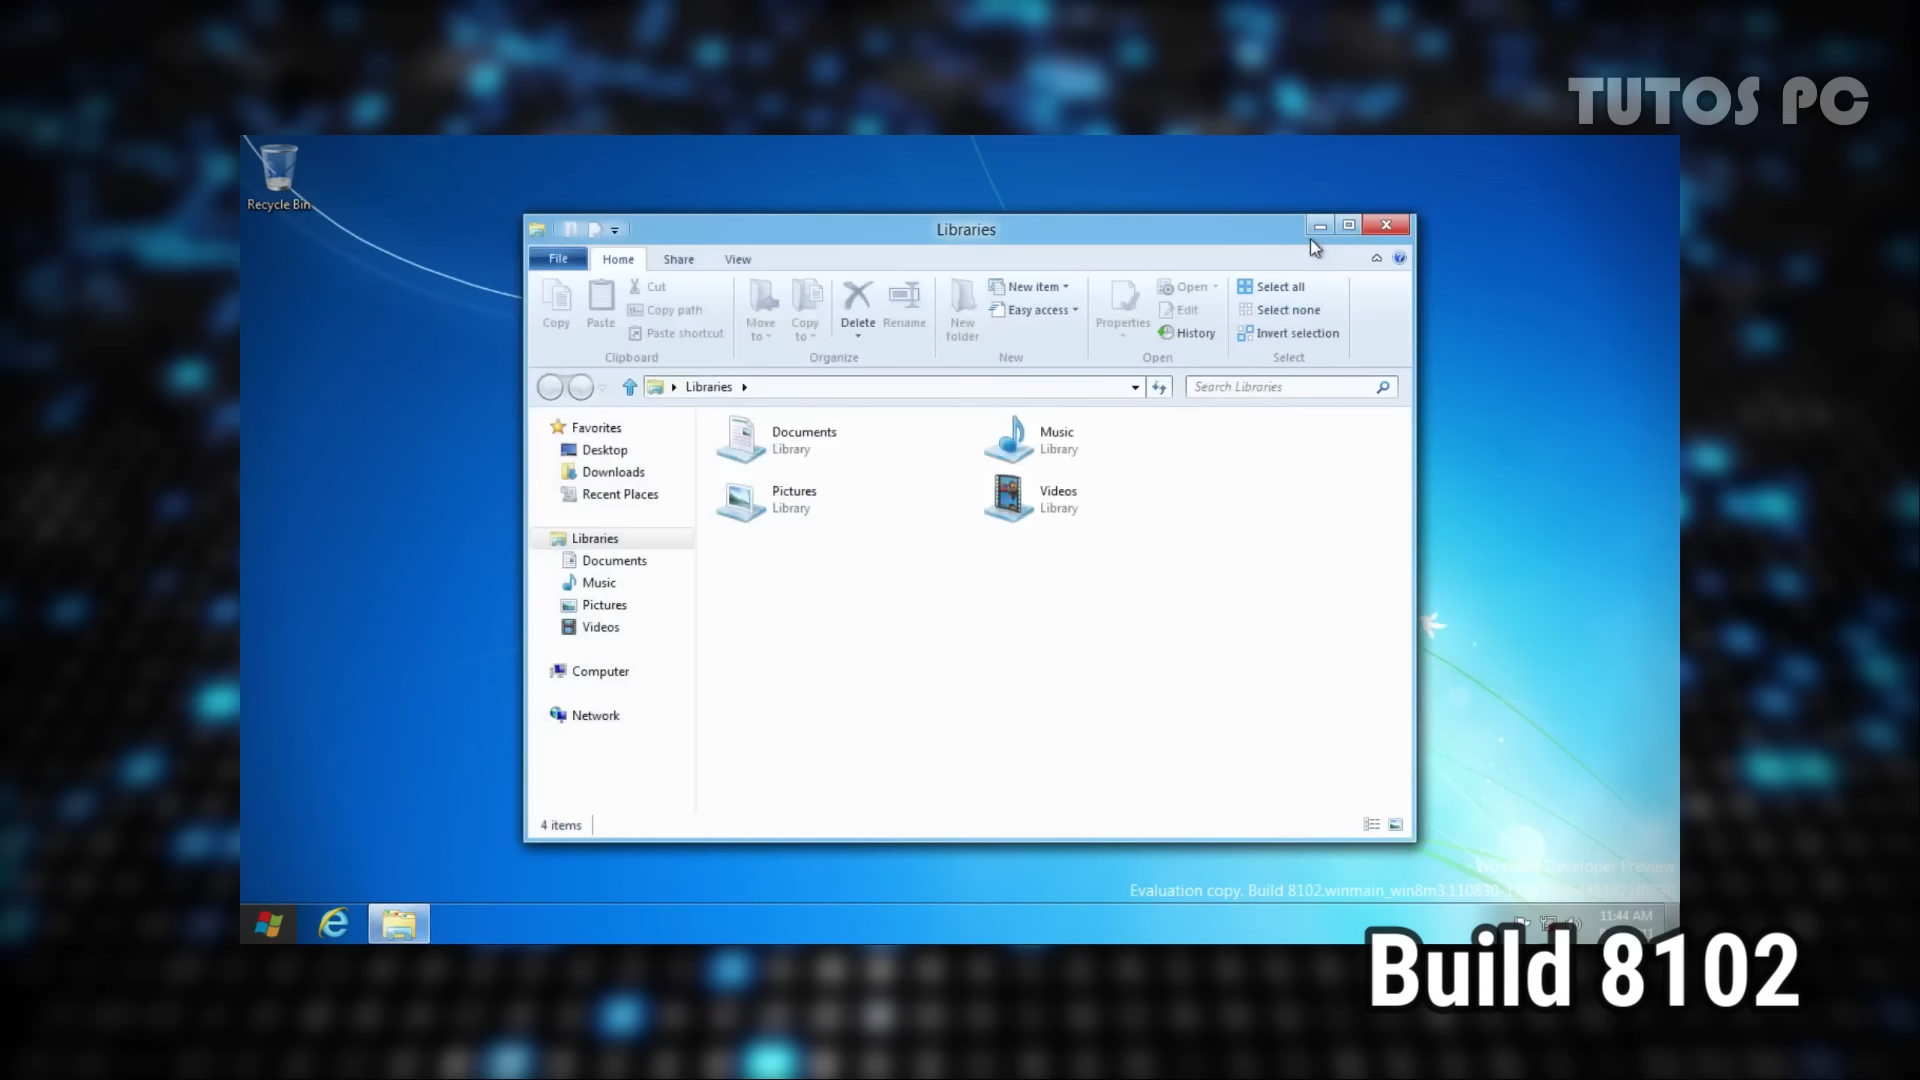 TUTOS PC
Recycle Bin
Libraries
File Home Share View
Copy
Paste
Cut
Copy path
Paste shortcut
Clipboard
Move to
Copy to
Delete
Rename
Organize
New folder
New item
Easy access
New
Properties
Open
Edit
History
Open
Select all
Select none
Invert selection
Select
Libraries
Search Libraries
Favorites
Desktop
Downloads
Recent Places
Libraries
Documents
Music
Pictures
Videos
Computer
Network
Documents
Library
Music
Library
Pictures
Library
Videos
Library
4 items
Developer Preview
Evaluation copy. Build 8102.winmain_win8m3.110830-
11:44 AM
Build 8102